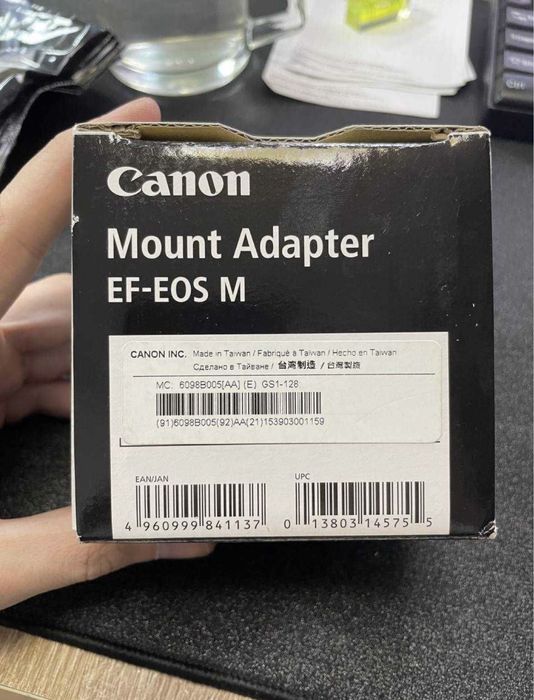 Canon
Mount Adapter
EF-EOS M
CANON INC. Made in Taiwan / Fabriqué à Taiwan / Hecho en Taiwan
Сделано в Тайване / 台灣制造 / 台湾製造
MC: 6098B005[AA] (E) GS1-128
(91)6098B005(92)AA(21)153903001159
EAN/JAN
UPC
4 960999 841137
0 13803 14575 5